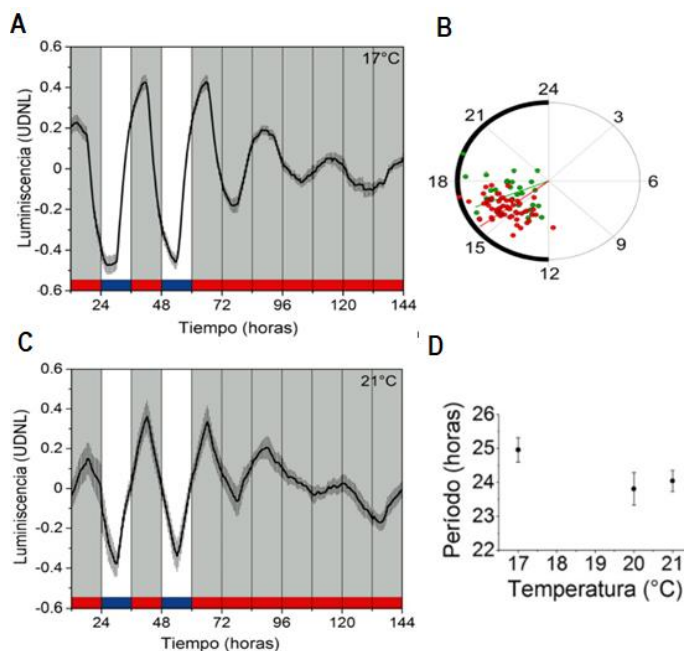 A
17°C
Luminiscencia (UDNL)
0.6
0.4
0.2
0
-0.2
-0.4
-0.6
24 48 72 96 120 144
Tiempo (horas)
B
24
21 3
18 6
15 9
12
C
21°C
Luminiscencia (UDNL)
0.6
0.4
0.2
0
-0.2
-0.4
-0.6
24 48 72 96 120 144
Tiempo (horas)
D
Período (horas)
26
25
24
23
22
17 18 19 20 21
Temperatura (°C)